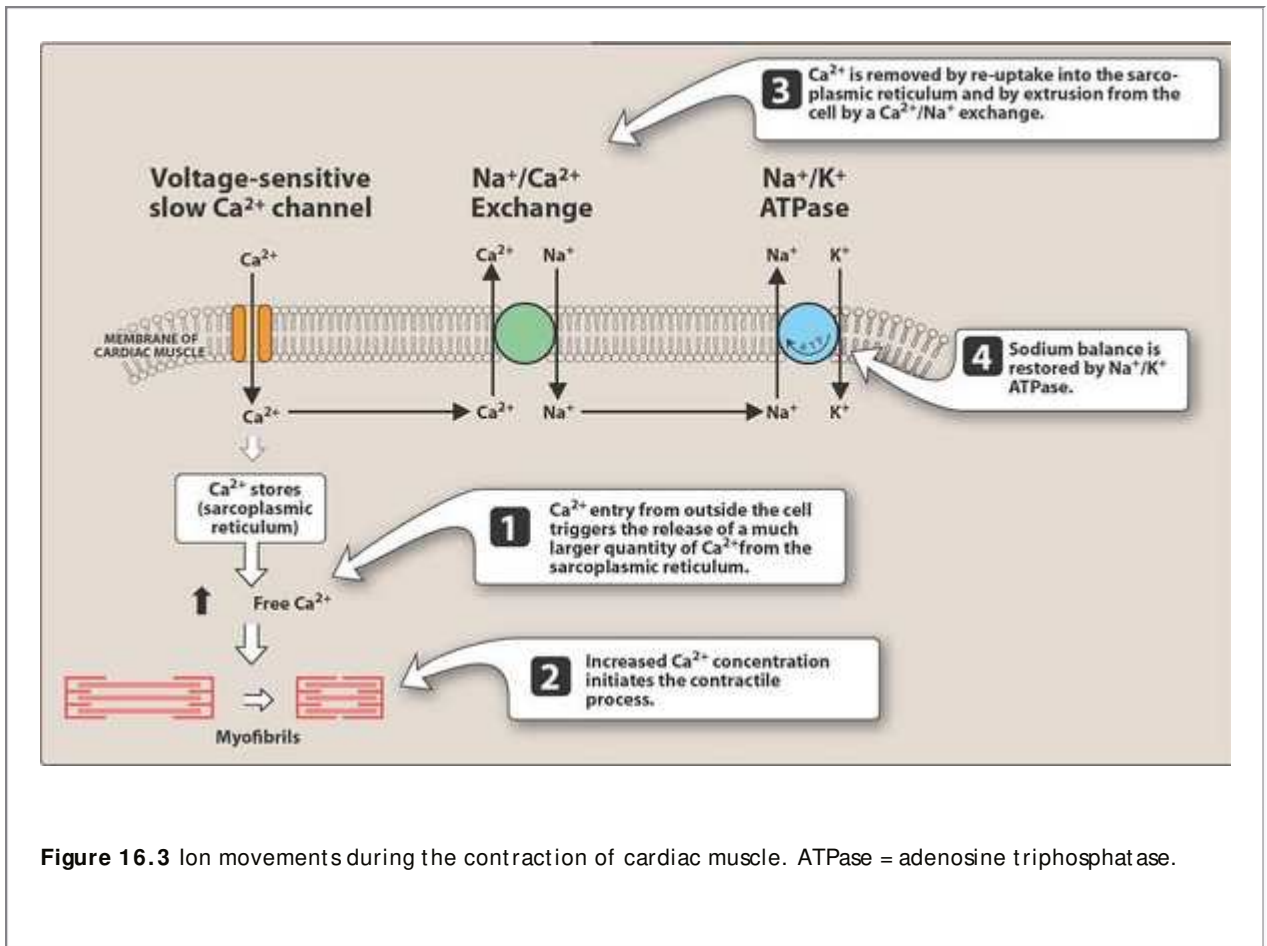 3
Ca²⁺ is removed by re-uptake into the sarco-
plasmic reticulum and by extrusion from the
cell by a Ca²⁺/Na⁺ exchange.
Voltage-sensitive
slow Ca²⁺ channel
Na⁺/Ca²⁺
Exchange
Na⁺/K⁺
ATPase
Ca²⁺
Ca²⁺ Na⁺
Na⁺ K⁺
MEMBRANE OF
CARDIAC MUSCLE
ATP
4
Sodium balance is
restored by Na⁺/K⁺
ATPase.
Ca²⁺
Ca²⁺ Na⁺
Na⁺ K⁺
Ca²⁺ stores
(sarcoplasmic
reticulum)
1
Ca²⁺ entry from outside the cell
triggers the release of a much
larger quantity of Ca²⁺from the
sarcoplasmic reticulum.
Free Ca²⁺
2
Increased Ca²⁺ concentration
initiates the contractile
process.
Myofibrils
Figure 16.3 Ion movements during the contraction of cardiac muscle. ATPase = adenosine triphosphatase.